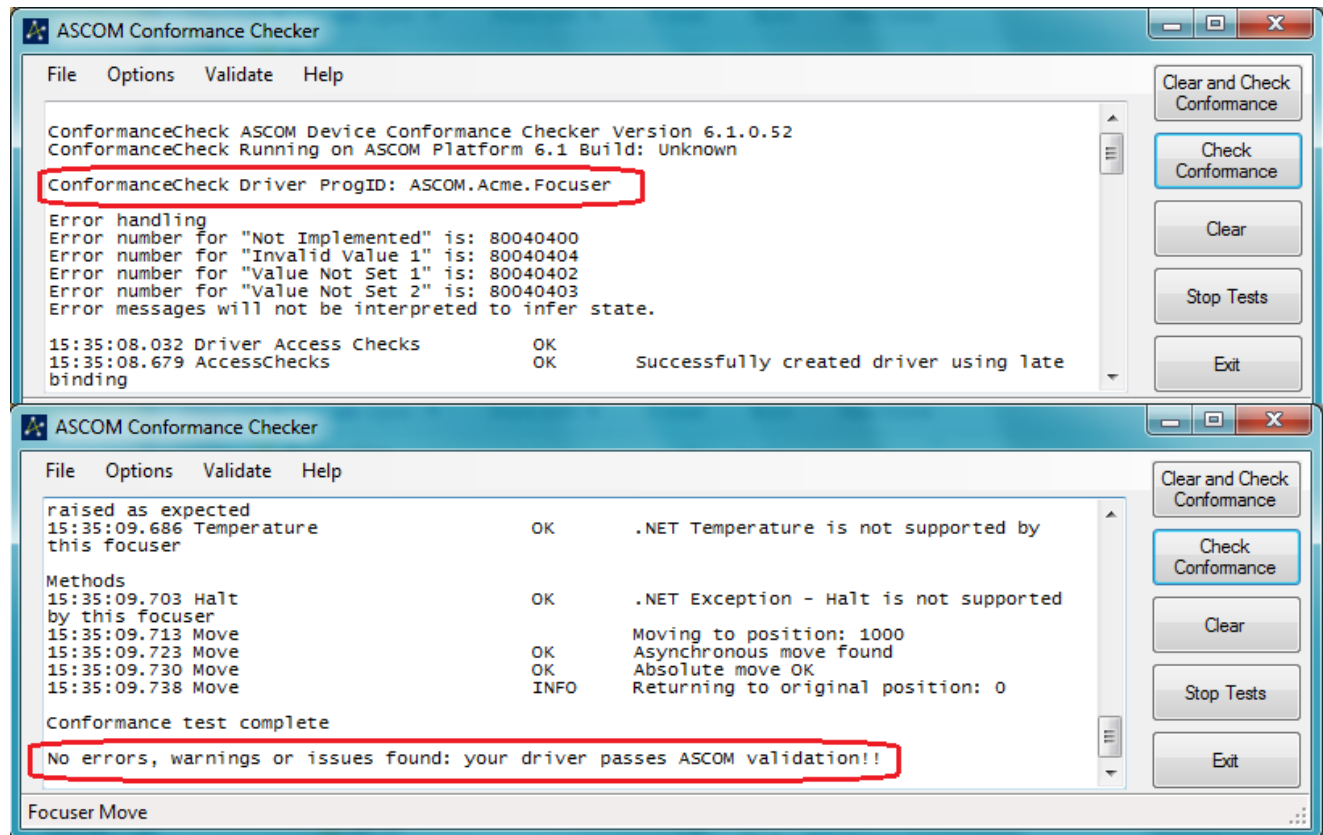 ASCOM Conformance Checker
File Options Validate Help
ConformanceCheck ASCOM Device Conformance Checker Version 6.1.0.52
ConformanceCheck Running on ASCOM Platform 6.1 Build: Unknown
ConformanceCheck Driver ProgID: ASCOM.Acme.Focuser
Error handling
Error number for "Not Implemented" is: 80040400
Error number for "Invalid Value 1" is: 80040404
Error number for "Value Not Set 1" is: 80040402
Error number for "Value Not Set 2" is: 80040403
Error messages will not be interpreted to infer state.
15:35:08.032 Driver Access Checks OK
15:35:08.679 AccessChecks OK Successfully created driver using late
binding
Clear and Check
Conformance
Check
Conformance
Clear
Stop Tests
Exit
ASCOM Conformance Checker
File Options Validate Help
raised as expected
15:35:09.686 Temperature OK .NET Temperature is not supported by
this focuser
Methods
15:35:09.703 Halt OK .NET Exception - Halt is not supported
by this focuser
15:35:09.713 Move Moving to position: 1000
15:35:09.723 Move OK Asynchronous move found
15:35:09.730 Move OK Absolute move OK
15:35:09.738 Move INFO Returning to original position: 0
Conformance test complete
No errors, warnings or issues found: your driver passes ASCOM validation!!
Clear and Check
Conformance
Check
Conformance
Clear
Stop Tests
Exit
Focuser Move